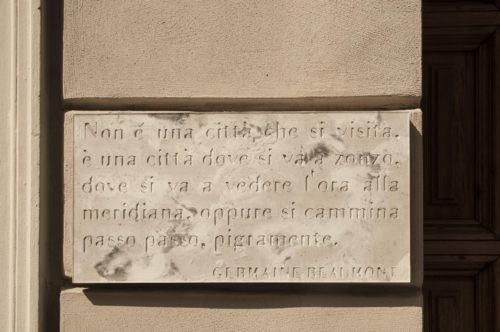 Non é una città che si visita,
è una città dove si va a zonzo,
dove si va a vedere l'ora alla
meridiana, oppure si cammina
passo passo, pigramente.
GERMAINE BEAUMONT